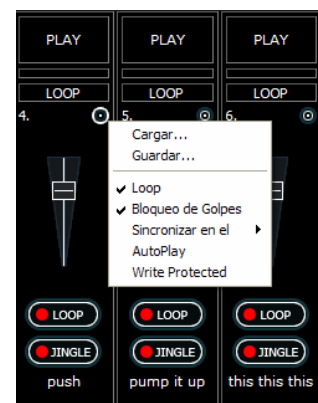 PLAY PLAY PLAY
LOOP LOOP LOOP
4. 5. 6.
Cargar...
Guardar...
Loop
Bloqueo de Golpes
Sincronizar en el
AutoPlay
Write Protected
LOOP LOOP LOOP
JINGLE JINGLE JINGLE
push pump it up this this this